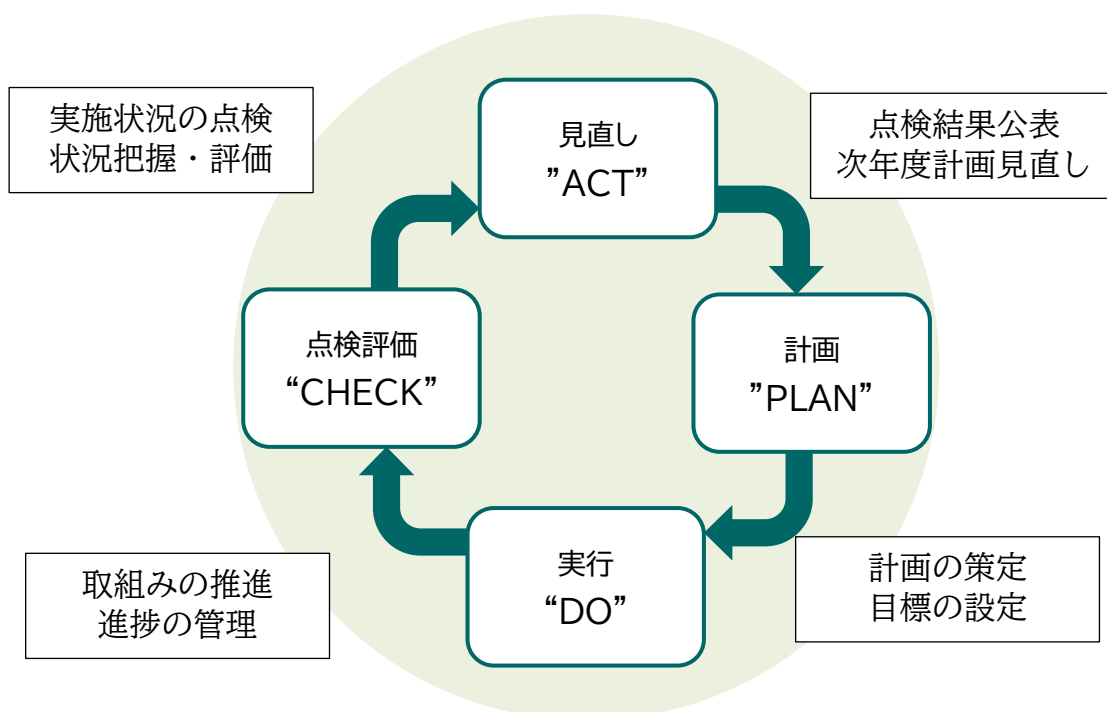 実施状況の点検
状況把握・評価
見直し
”ACT”
点検結果公表
次年度計画見直し
点検評価
“CHECK”
計画
”PLAN”
取組みの推進
進捗の管理
実行
“DO”
計画の策定
目標の設定